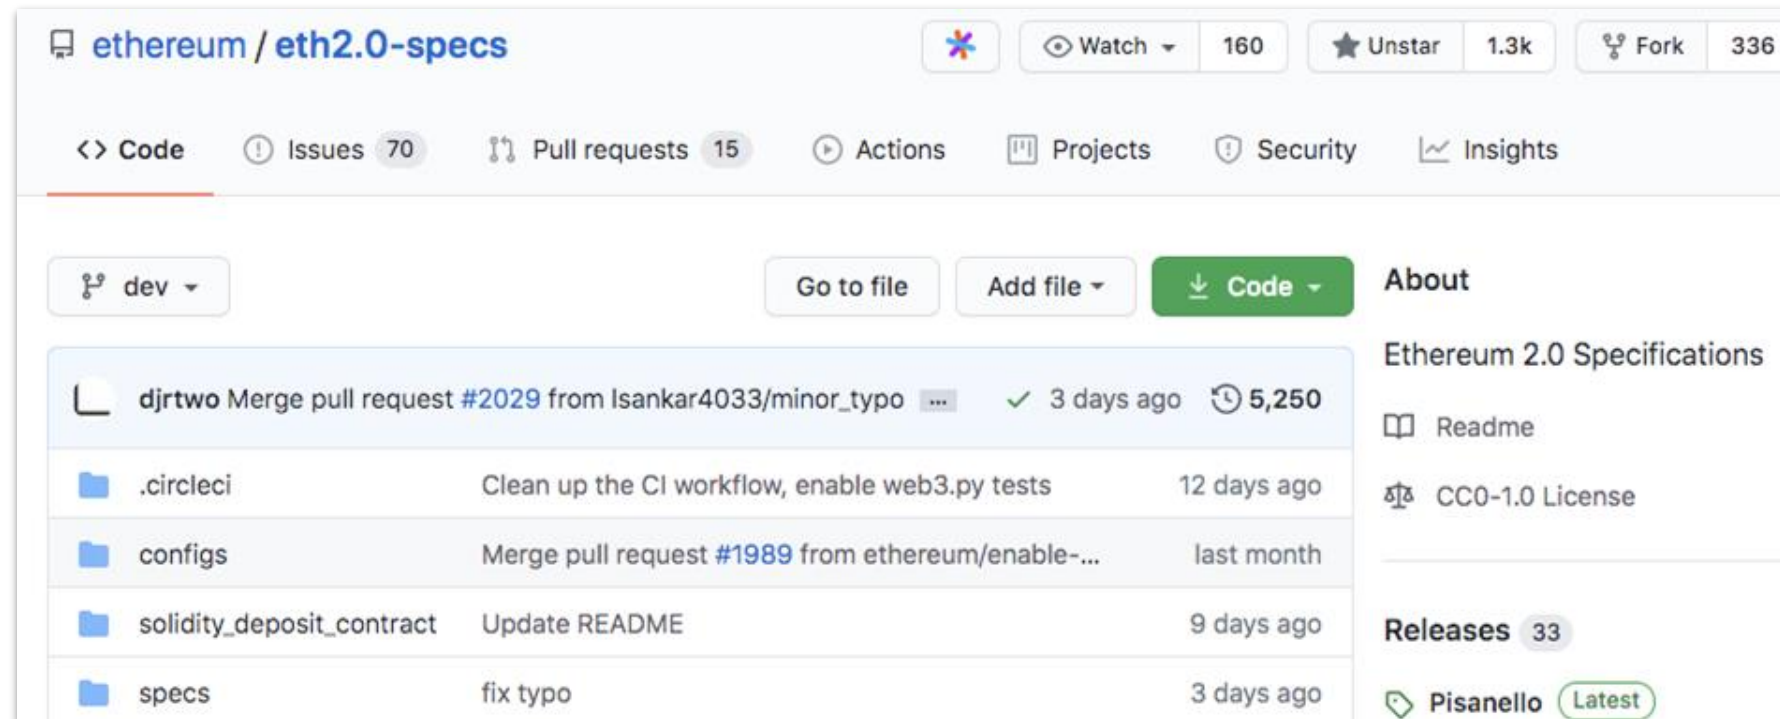 ethereum / eth2.0-specs
Watch 160
Unstar 1.3k
Fork 336
Code
Issues 70
Pull requests 15
Actions
Projects
Security
Insights
dev
Go to file
Add file
Code
djrtwo Merge pull request #2029 from lsankar4033/minor_typo ... 3 days ago 5,250
.circleci Clean up the CI workflow, enable web3.py tests 12 days ago
configs Merge pull request #1989 from ethereum/enable-... last month
solidity_deposit_contract Update README 9 days ago
specs fix typo 3 days ago
About
Ethereum 2.0 Specifications
Readme
CC0-1.0 License
Releases 33
Pisanello Latest